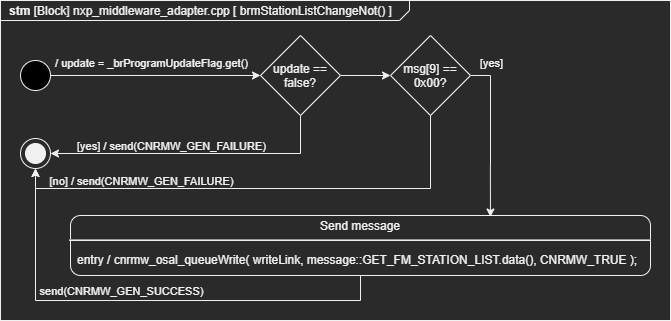 stm [Block] nxp_middleware_adapter.cpp [ brmStationListChangeNot() ]
/ update = _brProgramUpdateFlag.get()
update ==
false?
msg[9] ==
0x00?
[yes]
[yes] / send(CNRMW_GEN_FAILURE)
[no] / send(CNRMW_GEN_FAILURE)
Send message
entry / cnrmw_osal_queueWrite( writeLink, message::GET_FM_STATION_LIST.data(), CNRMW_TRUE );
send(CNRMW_GEN_SUCCESS)